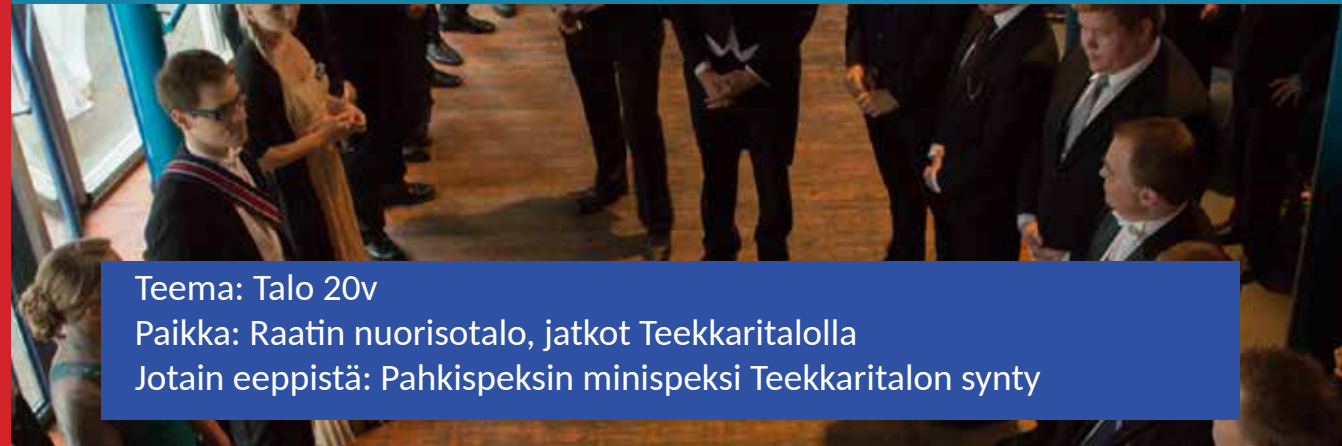 Teema: Talo 20v
Paikka: Raatin nuorisotalo, jatkot Teekkaritalolla
Jotain eeppistä: Pahkispeksin minispeksi Teekkaritalon synty